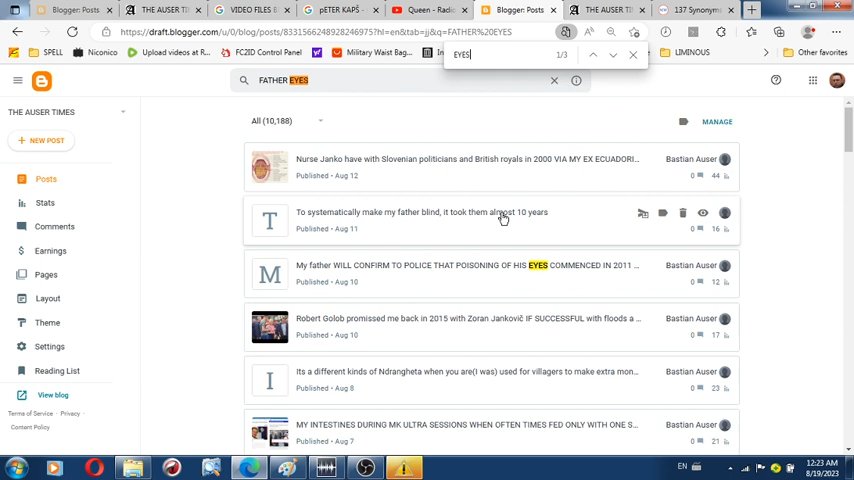 Blogger: Posts
THE AUSER TI
VIDEO FILES B
pETER KAPŠ -
Queen - Radio
Blogger: Posts
THE AUSER TI
137 Synonyms
https://draft.blogger.com/u/0/blog/posts/833156628928246975?hl=en&tab=jj&q=FATHER%20EYES
SPELL
Niconico
Upload videos at R...
FC2ID Control Panel
Military Waist Bag...
LIMINOUS
Other favorites
EYES
1/3
FATHER EYES
THE AUSER TIMES
All (10,188)
MANAGE
+ NEW POST
Posts
Stats
Comments
Earnings
Pages
Layout
Theme
Settings
Reading List
View blog
Terms of Service • Privacy •
Content Policy
Nurse Janko have with Slovenian politicians and British royals in 2000 VIA MY EX ECUADORI...
Bastian Auser
Published • Aug 12
0
44
T
To systematically make my father blind, it took them almost 10 years
Published • Aug 11
0
16
M
My father WILL CONFIRM TO POLICE THAT POISONING OF HIS EYES COMMENCED IN 2011 ...
Bastian Auser
Published • Aug 10
0
12
Robert Golob promissed me back in 2015 with Zoran Jankovič IF SUCCESSFUL with floods a ...
Bastian Auser
Published • Aug 10
0
17
I
Its a different kinds of Ndrangheta when you are(I was) used for villagers to make extra mon...
Bastian Auser
Published • Aug 8
0
23
MY INTESTINES DURING MK ULTRA SESSIONS WHEN OFTEN TIMES FED ONLY WITH ONE S...
Bastian Auser
Published • Aug 7
0
21
EN
12:23 AM
8/19/2023